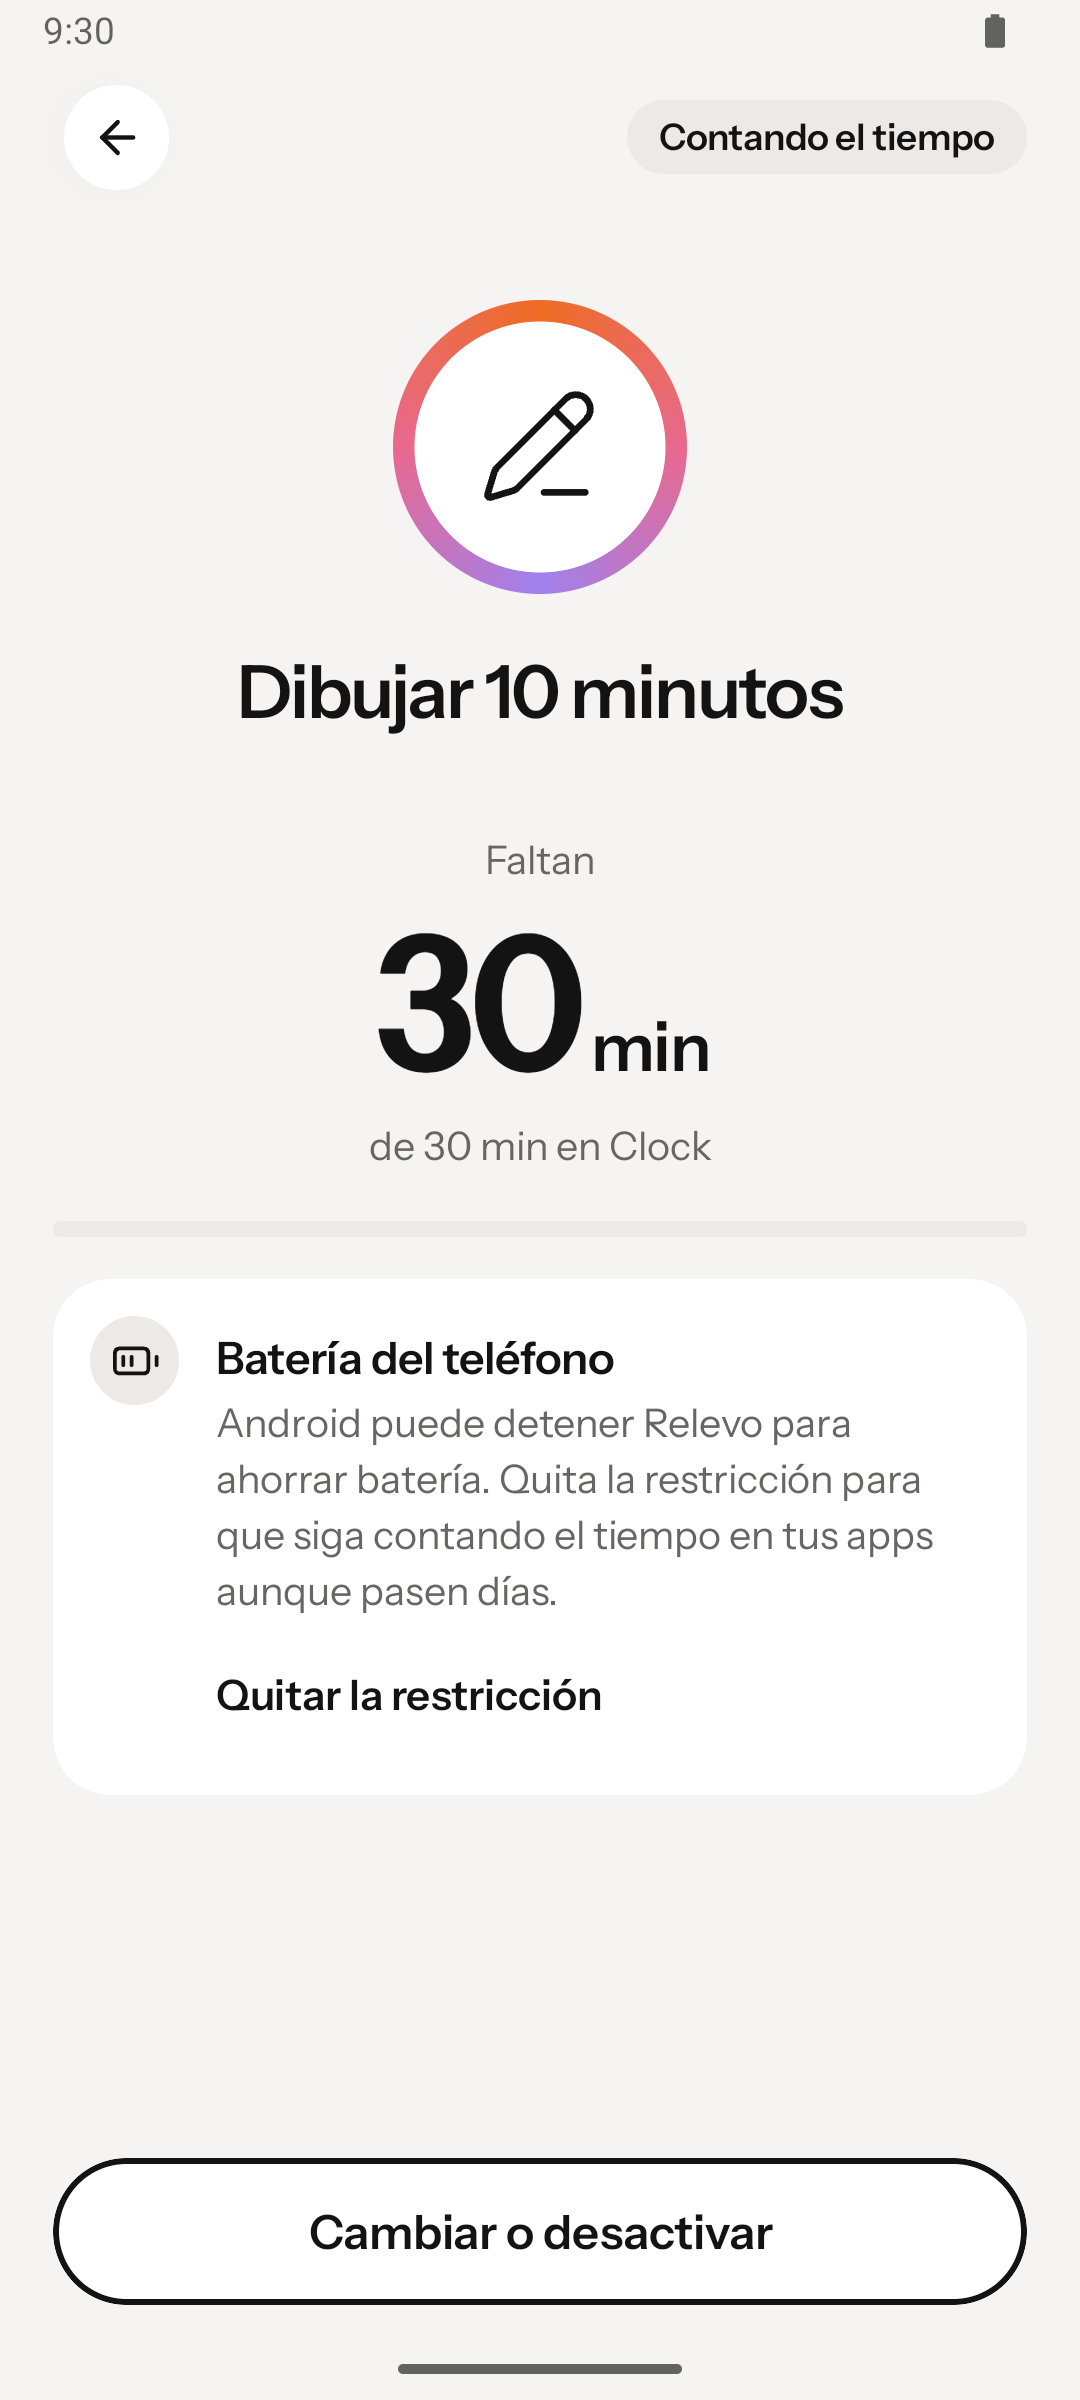 9:30
Contando el tiempo
Dibujar 10 minutos
Faltan
30 min
de 30 min en Clock
Batería del teléfono
Android puede detener Relevo para
ahorrar batería. Quita la restricción para
que siga contando el tiempo en tus apps
aunque pasen días.
Quitar la restricción
Cambiar o desactivar